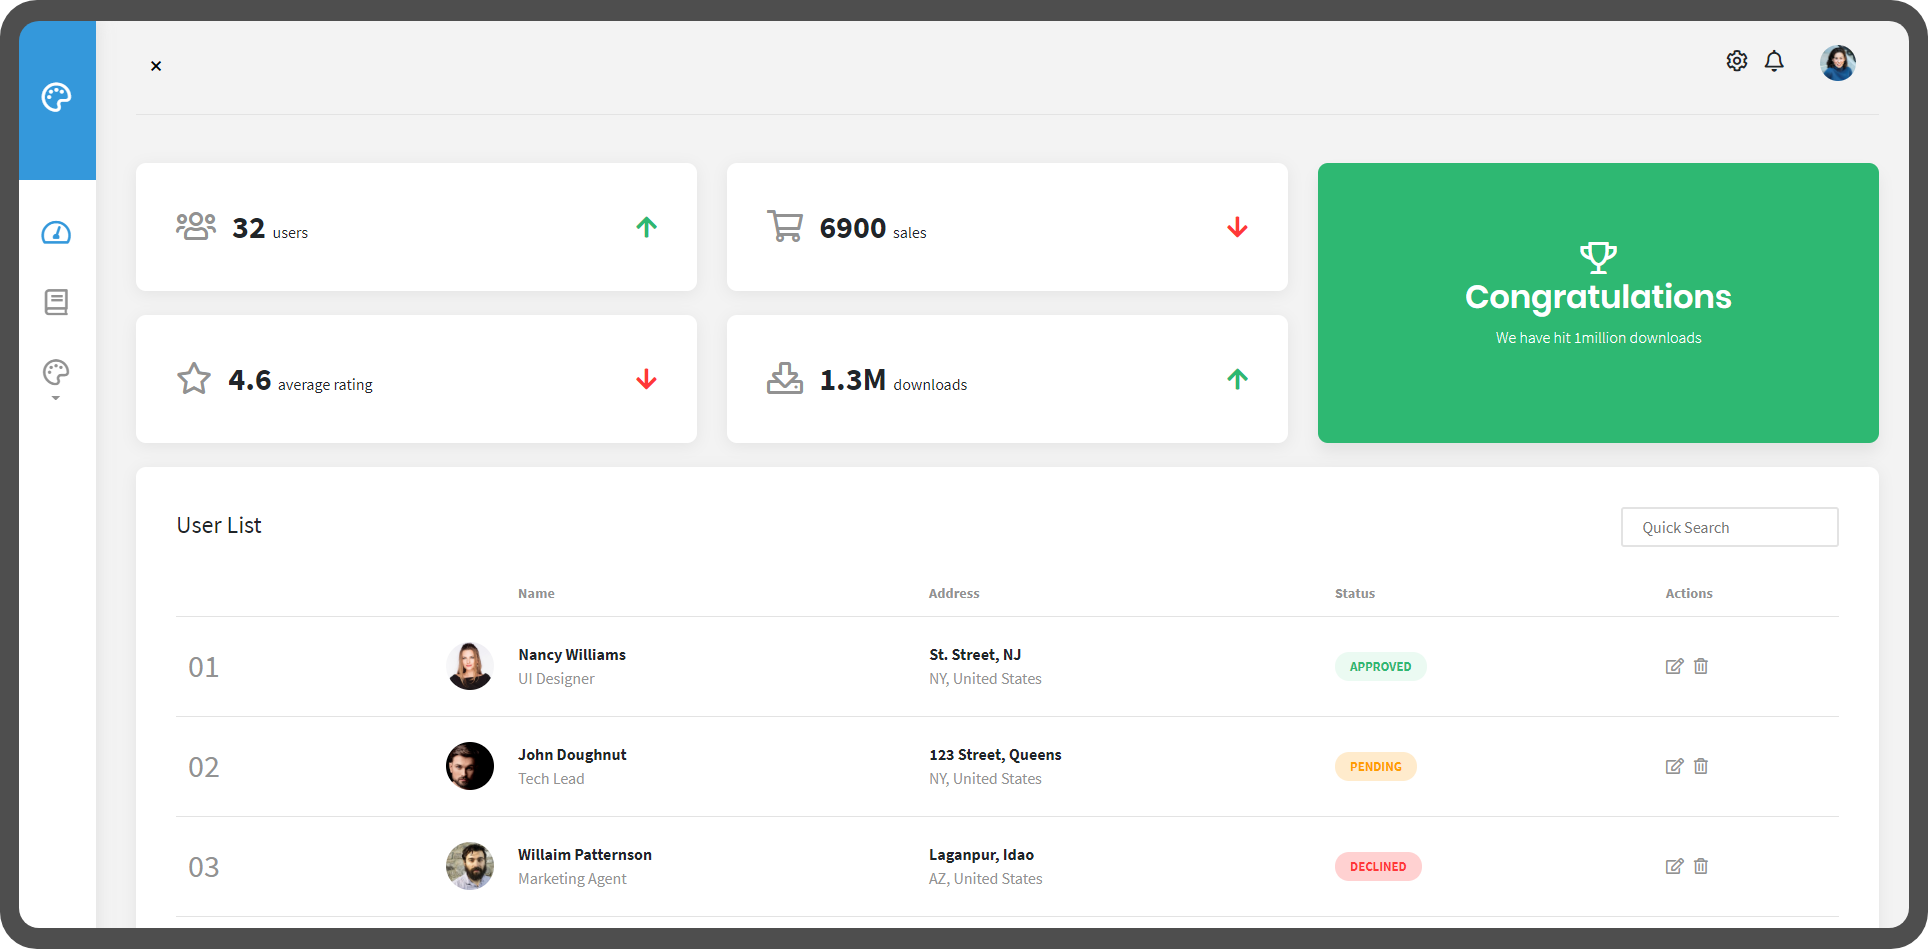 32 users
6900 sales
4.6 average rating
1.3M downloads
Congratulations
We have hit 1million downloads
User List
Quick Search
Name Address Status Actions
01
Nancy Williams
UI Designer
St. Street, NJ
NY, United States
APPROVED
02
John Doughnut
Tech Lead
123 Street, Queens
NY, United States
PENDING
03
Willaim Patternson
Marketing Agent
Laganpur, Idao
AZ, United States
DECLINED